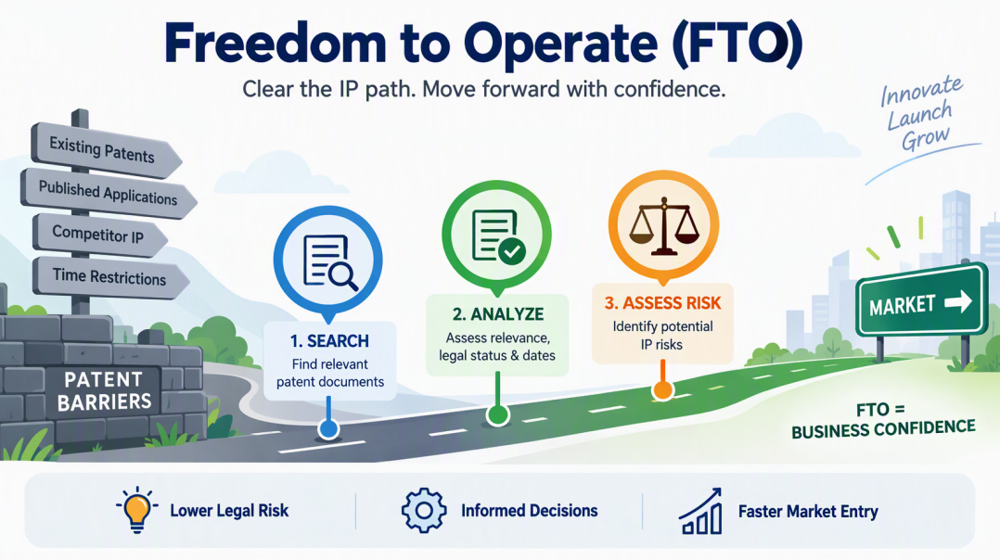 Freedom to Operate (FTO)
Clear the IP path. Move forward with confidence.
Innovate
Launch
Grow
Existing Patents
Published Applications
Competitor IP
Time Restrictions
PATENT
BARRIERS
1. SEARCH
Find relevant
patent documents
2. ANALYZE
Assess relevance,
legal status & dates
3. ASSESS RISK
Identify potential
IP risks
MARKET
FTO =
BUSINESS CONFIDENCE
Lower Legal Risk
Informed Decisions
Faster Market Entry